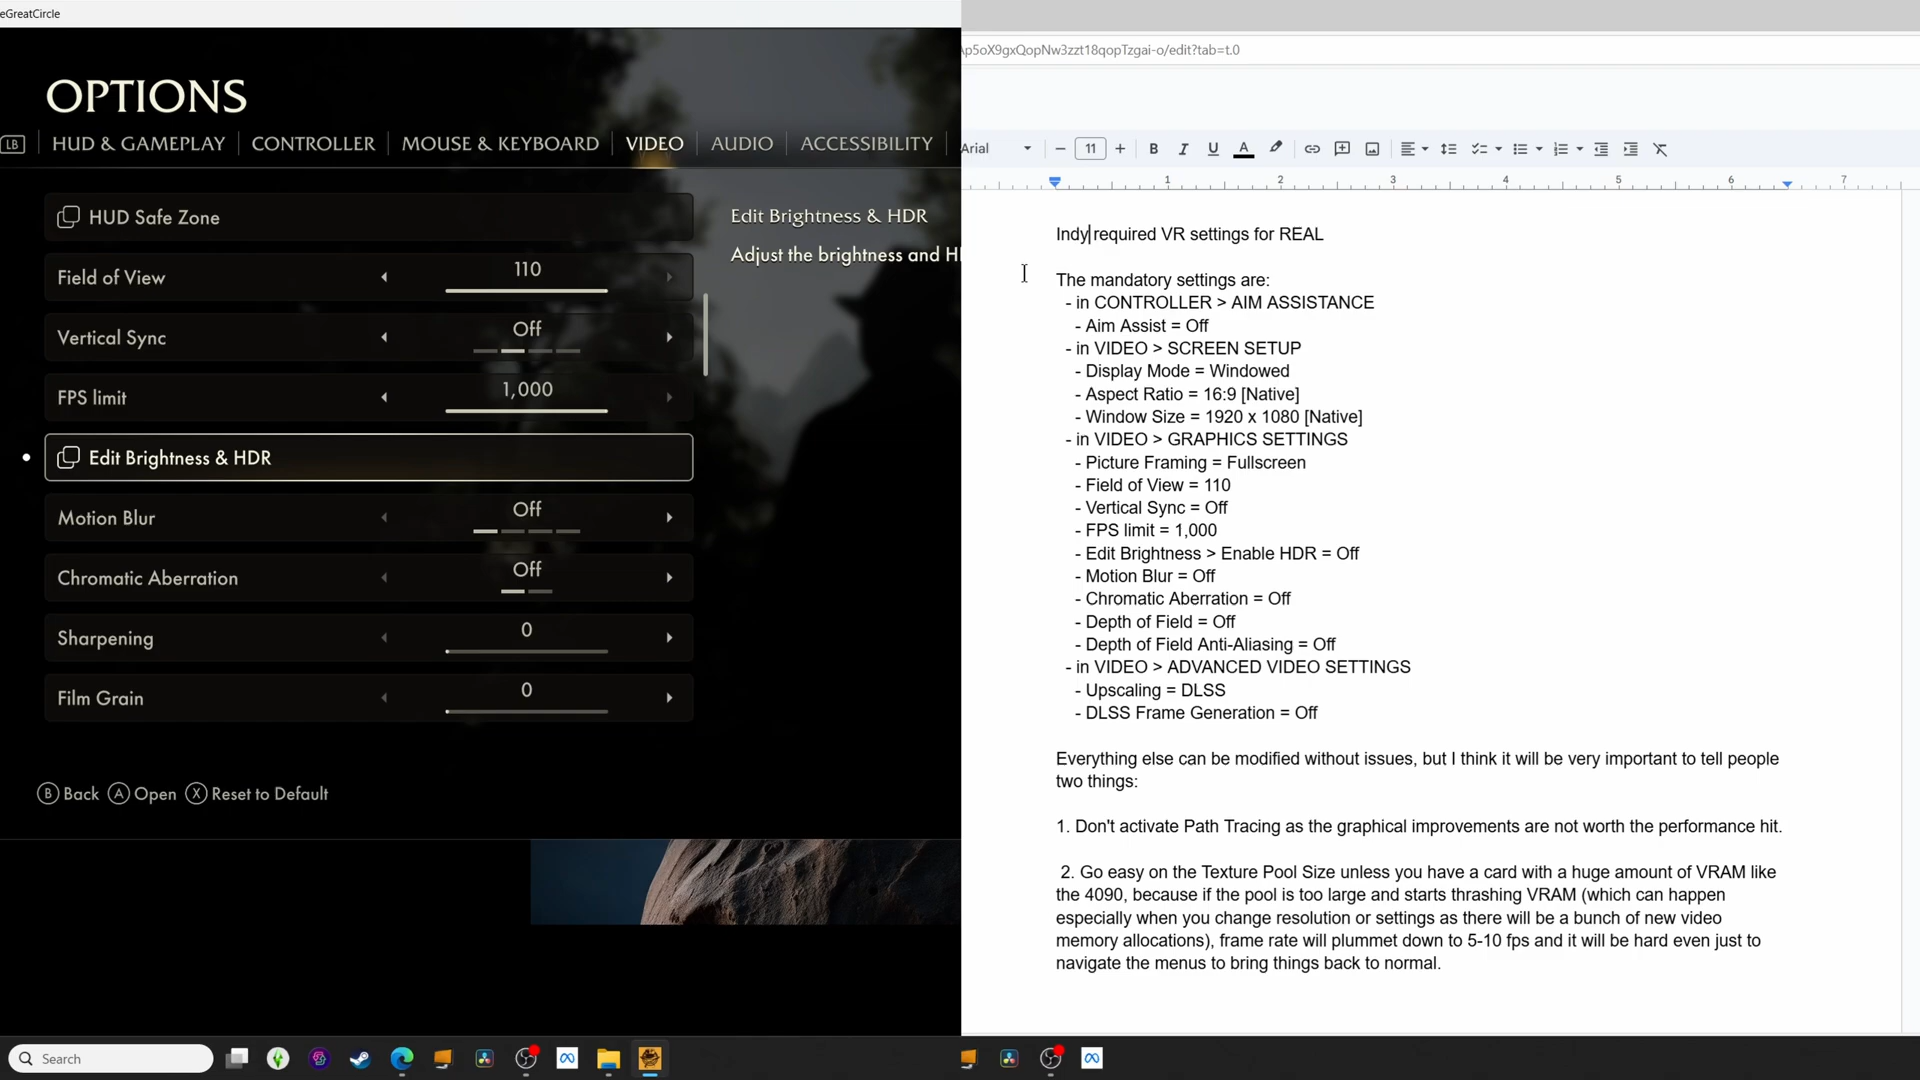 eGreatCircle
OPTIONS
LB
HUD & GAMEPLAY
CONTROLLER
MOUSE & KEYBOARD
VIDEO
AUDIO
ACCESSIBILITY
HUD Safe Zone
Field of View
110
Vertical Sync
Off
FPS limit
1,000
Edit Brightness & HDR
Motion Blur
Off
Chromatic Aberration
Off
Sharpening
0
Film Grain
0
Edit Brightness & HDR
Adjust the brightness and H
B Back A Open X Reset to Default
Search
Ap5oX9gxQopNw3zzt18qopTzgai-o/edit?tab=t.0
Arial
11
B I U A
1 2 3 4 5 6 7
Indy required VR settings for REAL
The mandatory settings are:
- in CONTROLLER > AIM ASSISTANCE
- Aim Assist = Off
- in VIDEO > SCREEN SETUP
- Display Mode = Windowed
- Aspect Ratio = 16:9 [Native]
- Window Size = 1920 x 1080 [Native]
- in VIDEO > GRAPHICS SETTINGS
- Picture Framing = Fullscreen
- Field of View = 110
- Vertical Sync = Off
- FPS limit = 1,000
- Edit Brightness > Enable HDR = Off
- Motion Blur = Off
- Chromatic Aberration = Off
- Depth of Field = Off
- Depth of Field Anti-Aliasing = Off
- in VIDEO > ADVANCED VIDEO SETTINGS
- Upscaling = DLSS
- DLSS Frame Generation = Off
Everything else can be modified without issues, but I think it will be very important to tell people
two things:
1. Don't activate Path Tracing as the graphical improvements are not worth the performance hit.
2. Go easy on the Texture Pool Size unless you have a card with a huge amount of VRAM like
the 4090, because if the pool is too large and starts thrashing VRAM (which can happen
especially when you change resolution or settings as there will be a bunch of new video
memory allocations), frame rate will plummet down to 5-10 fps and it will be hard even just to
navigate the menus to bring things back to normal.